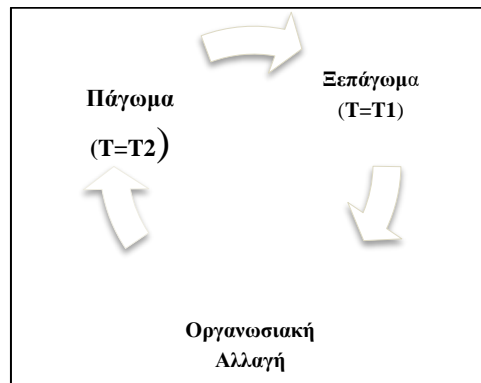 Πάγωμα
(T=T2)
Ξεπάγωμα
(T=T1)
Οργανωσιακή
Αλλαγή